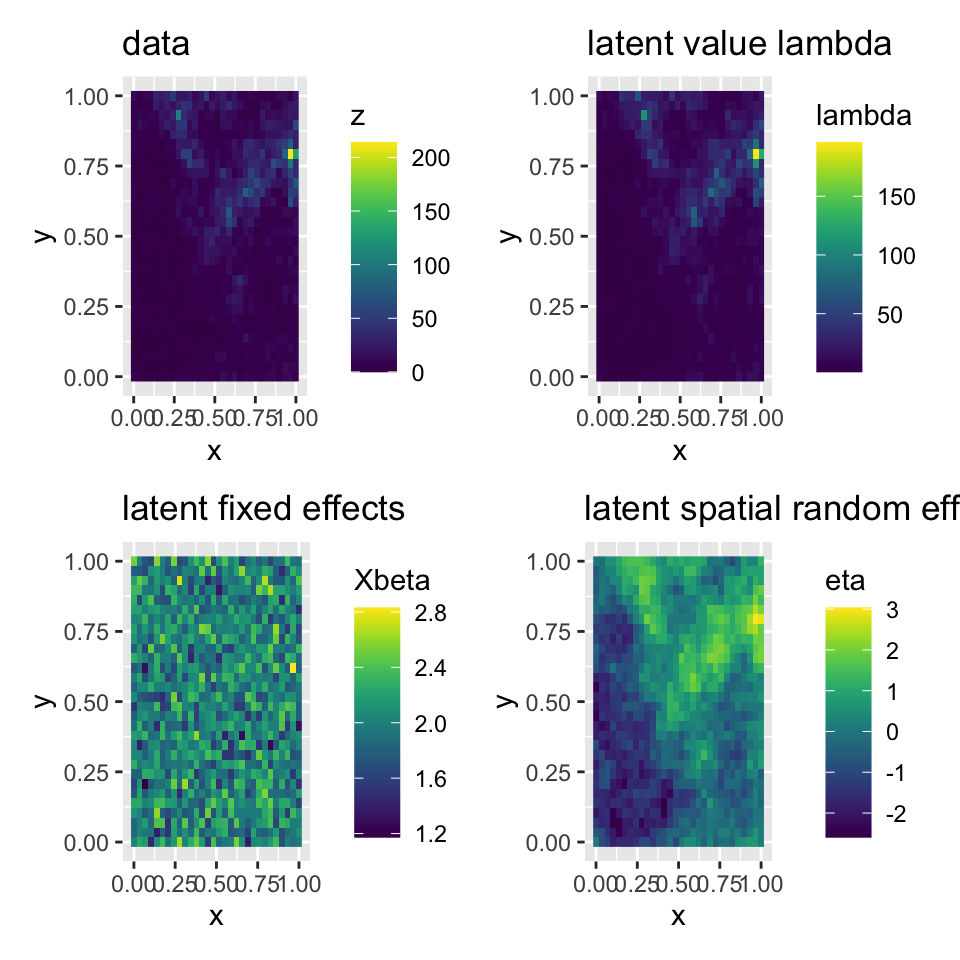 data
z
200
150
100
50
0
1.00
0.75
0.50
0.25
0.00
y
0.00 0.25 0.50 0.75 1.00
x
latent value lambda
lambda
150
100
50
1.00
0.75
0.50
0.25
0.00
y
0.00 0.25 0.50 0.75 1.00
x
latent fixed effects
Xbeta
2.8
2.4
2.0
1.6
1.2
1.00
0.75
0.50
0.25
0.00
y
0.00 0.25 0.50 0.75 1.00
x
latent spatial random eff
eta
3
2
1
0
-1
-2
1.00
0.75
0.50
0.25
0.00
y
0.00 0.25 0.50 0.75 1.00
x